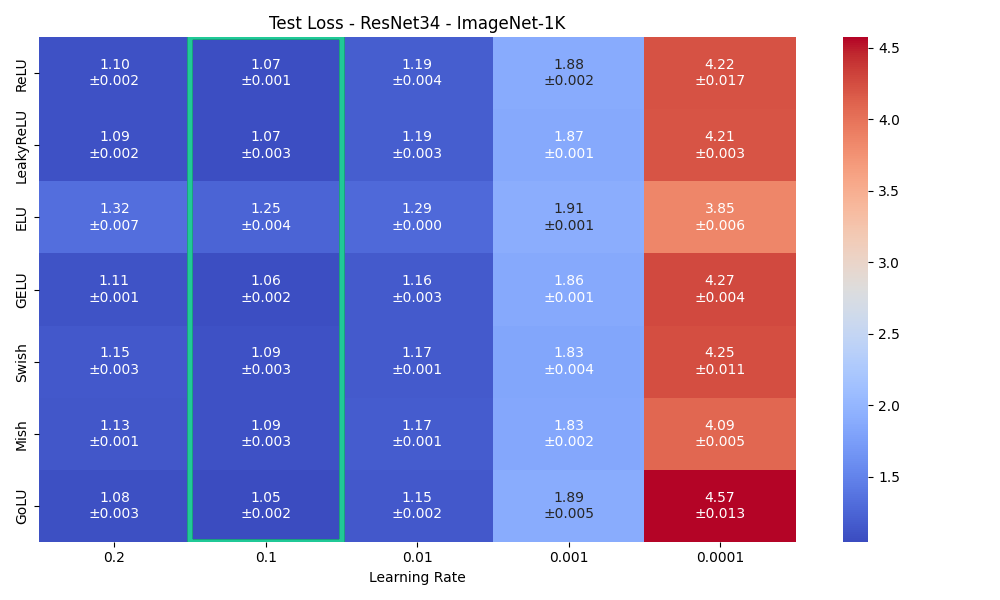 Test Loss - ResNet34 - ImageNet-1K
ReLU
1.10 1.07 1.19 1.88 4.22
±0.002 ±0.001 ±0.004 ±0.002 ±0.017
LeakyReLU
1.09 1.07 1.19 1.87 4.21
±0.002 ±0.003 ±0.003 ±0.001 ±0.003
ELU
1.32 1.25 1.29 1.91 3.85
±0.007 ±0.004 ±0.000 ±0.001 ±0.006
GELU
1.11 1.06 1.16 1.86 4.27
±0.001 ±0.002 ±0.003 ±0.001 ±0.004
Swish
1.15 1.09 1.17 1.83 4.25
±0.003 ±0.003 ±0.001 ±0.004 ±0.011
Mish
1.13 1.09 1.17 1.83 4.09
±0.001 ±0.003 ±0.001 ±0.002 ±0.005
GoLU
1.08 1.05 1.15 1.89 4.57
±0.003 ±0.002 ±0.002 ±0.005 ±0.013
0.2 0.1 0.01 0.001 0.0001
Learning Rate
4.5
4.0
3.5
3.0
2.5
2.0
1.5